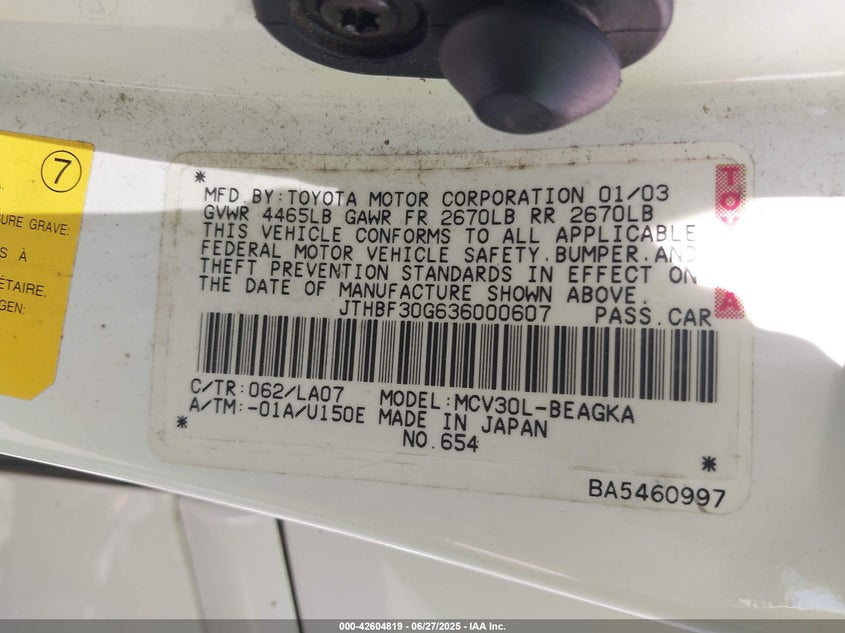 7
A.
URE GRAVE:
S À
ÉTAIRE.
GEN:
* 
MFD.BY:TOYOTA MOTOR CORPORATION 01/03
GVWR 4465LB GAWR FR 2670LB RR 2670LB
THIS VEHICLE CONFORMS TO ALL APPLICABLE
FEDERAL MOTOR VEHICLE SAFETY.BUMPER.AND
THEFT PREVENTION STANDARDS IN EFFECT ON
THE DATE OF MANUFACTURE SHOWN ABOVE.
JTHBF30G636000607 PASS.CAR
C/TR:062/LA07 MODEL:MCV30L-BEAGKA
A/TM:-01A/U150E MADE IN JAPAN
* NO.654 *
BA5460997
000-42604819 - 06/27/2025 - IAA Inc.